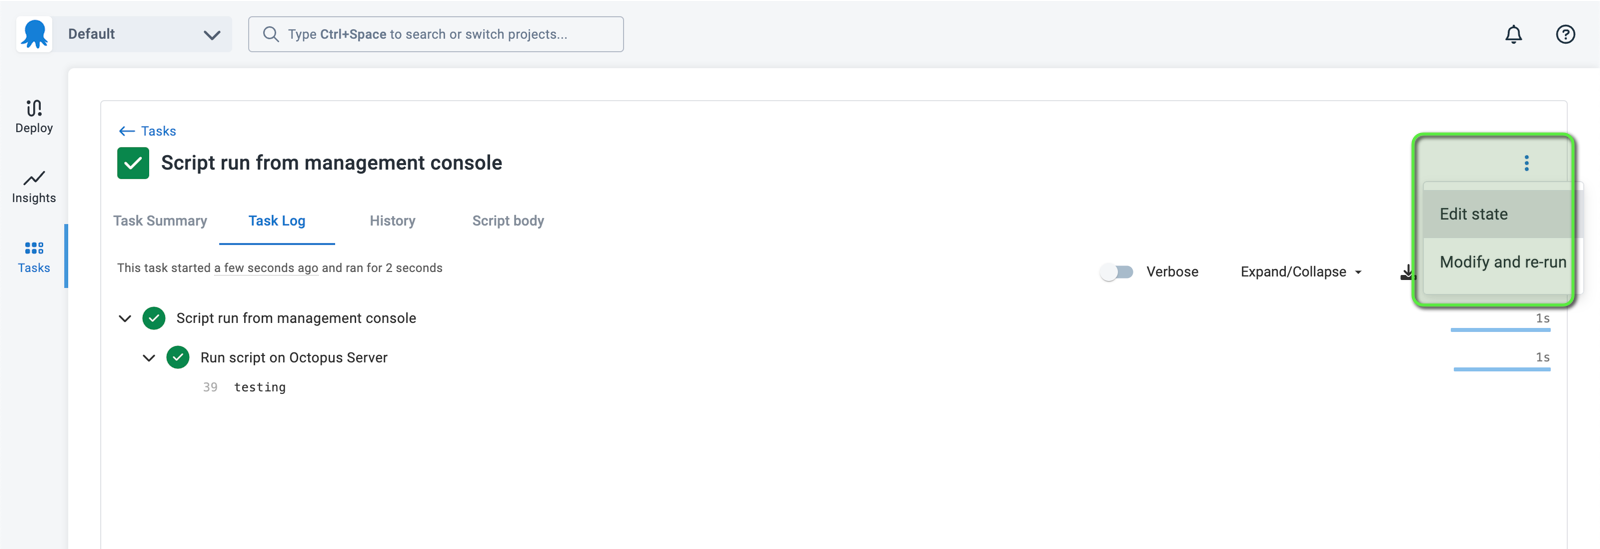 Default
Type Ctrl+Space to search or switch projects...
Deploy
Insights
Tasks
← Tasks
Script run from management console
Task Summary
Task Log
History
Script body
Edit state
Modify and re-run
This task started a few seconds ago and ran for 2 seconds
Verbose
Expand/Collapse
Script run from management console
1s
Run script on Octopus Server
1s
39 testing